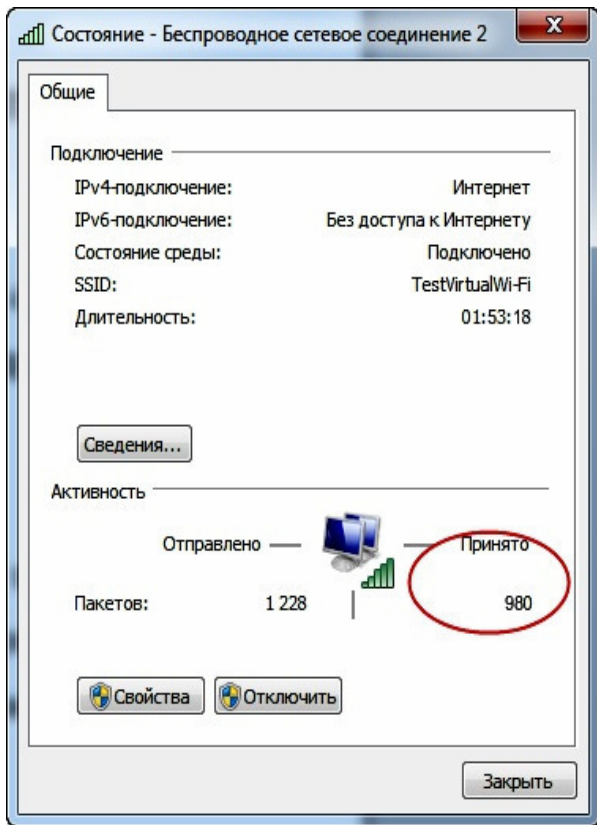 Состояние - Беспроводное сетевое соединение 2
Общие
Подключение
IPv4-подключение: Интернет
IPv6-подключение: Без доступа к Интернету
Состояние среды: Подключено
SSID: TestVirtualWi-Fi
Длительность: 01:53:18
Сведения...
Активность
Отправлено — — Принято
Пакетов: 1 228 | 980
Свойства Отключить
Закрыть